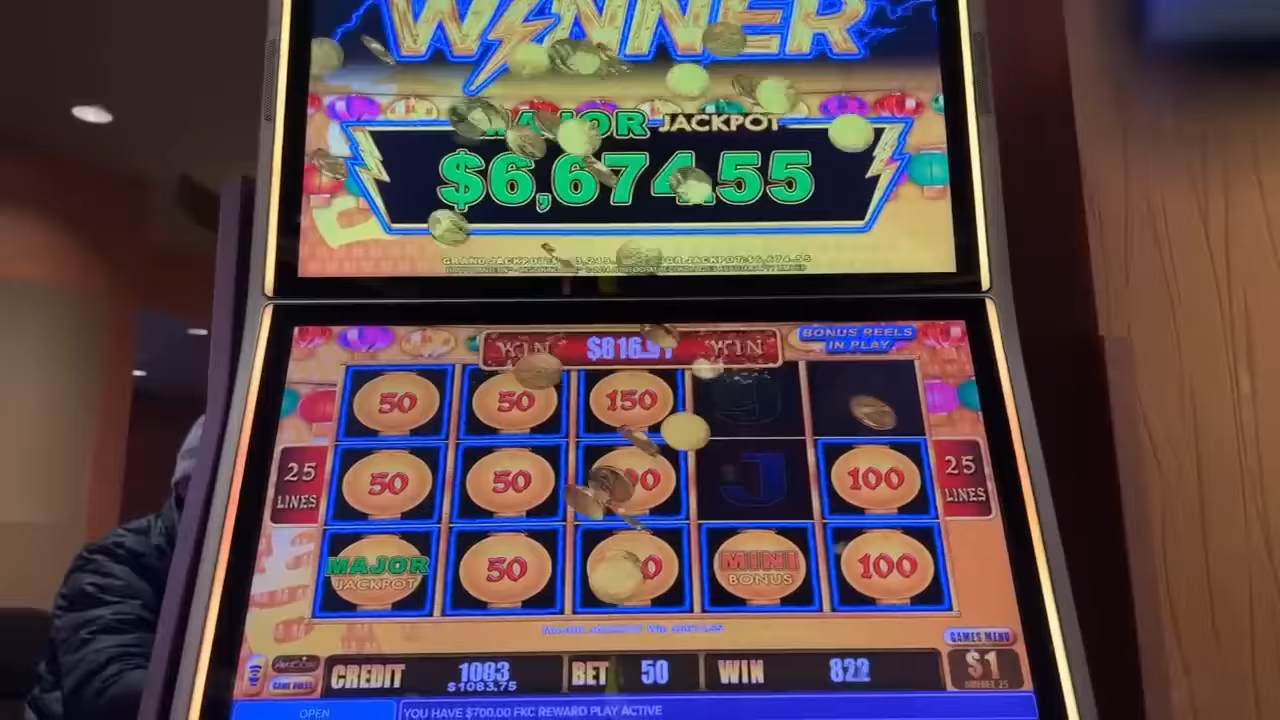 WINNER
MAJOR JACKPOT
$6,674.55
WIN WIN
BONUS REELS
IN PLAY
50 50 150
25
LINES
50 50 100
25
LINES
MAJOR
JACKPOT
50
MINI
BONUS
100
GAMES MENU
CREDIT 1083
$1083.75
BET 50
WIN 822
$1
OPEN
YOU HAVE $700.00 FKC REWARD PLAY ACTIVE